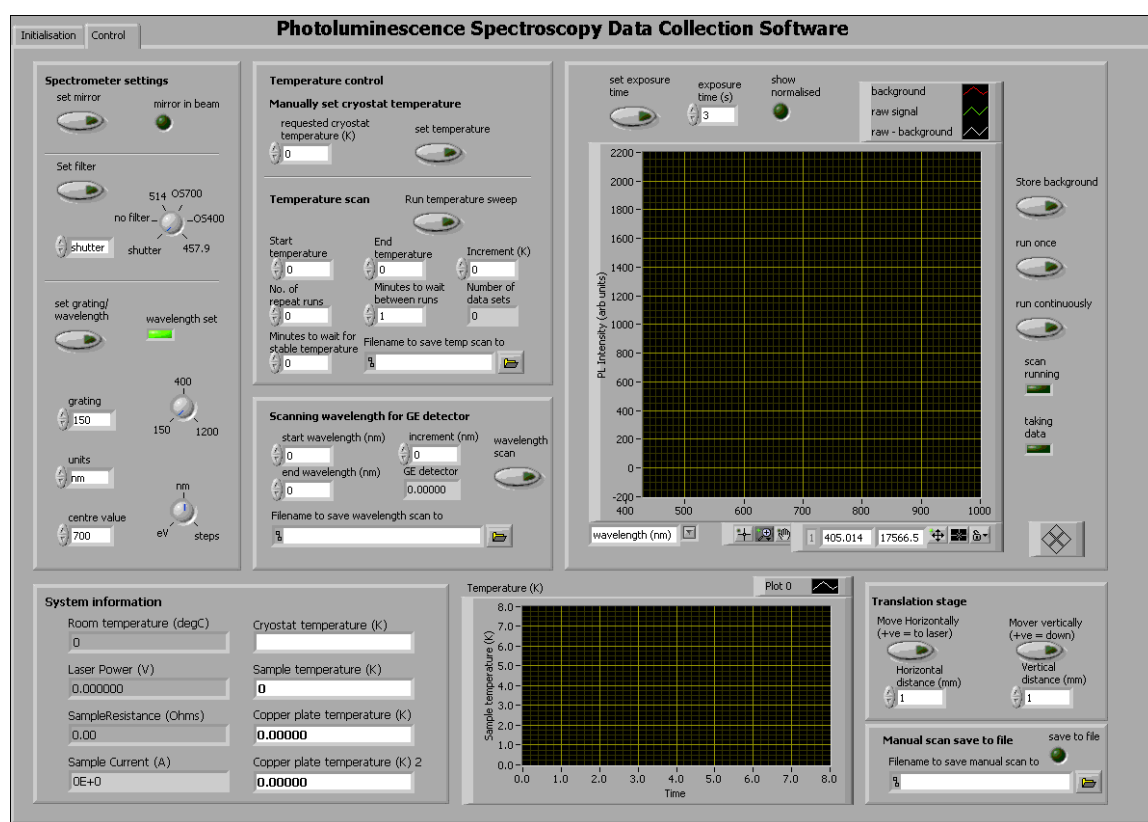 Photoluminescence Spectroscopy Data Collection Software
Initialisation
Control
Spectrometer settings
set mirror
mirror in beam
Set filter
514
OS700
no filter
OS400
shutter
shutter
457.9
set grating/
wavelength
wavelength set
400
grating
150
150
1200
units
nm
nm
centre value
700
eV
steps
Temperature control
Manually set cryostat temperature
requested cryostat
temperature (K)
set temperature
0
Temperature scan
Run temperature sweep
Start
temperature
End
temperature
Increment (K)
0
0
0
No. of
repeat runs
Minutes to wait
between runs
Number of
data sets
0
1
0
Minutes to wait for
stable temperature
Filename to save temp scan to
0
Scanning wavelength for GE detector
start wavelength (nm)
increment (nm)
wavelength
scan
0
0
end wavelength (nm)
GE detector
0
0.00000
Filename to save wavelength scan to
set exposure
time
exposure
time (s)
3
show
normalised
background
raw signal
raw - background
PL Intensity (arb units)
2200
2000
1800
1600
1400
1200
1000
800
600
400
200
0
-200
400
500
600
700
800
900
1000
wavelength (nm)
1
405.014
17566.5
Store background
run once
run continuously
scan
running
taking
data
System information
Room temperature (degC)
0
Laser Power (V)
0.000000
SampleResistance (Ohms)
0.00
Sample Current (A)
0E+0
Cryostat temperature (K)
Sample temperature (K)
0
Copper plate temperature (K)
0.00000
Copper plate temperature (K) 2
0.00000
Temperature (K)
Plot 0
Sample temperature (K)
8.0
7.0
6.0
5.0
4.0
3.0
2.0
1.0
0.0
0.0
1.0
2.0
3.0
4.0
5.0
6.0
7.0
8.0
Time
Translation stage
Move Horizontally
(+ve = to laser)
Mover vertically
(+ve = down)
Horizontal
distance (mm)
Vertical
distance (mm)
1
1
Manual scan save to file
save to file
Filename to save manual scan to